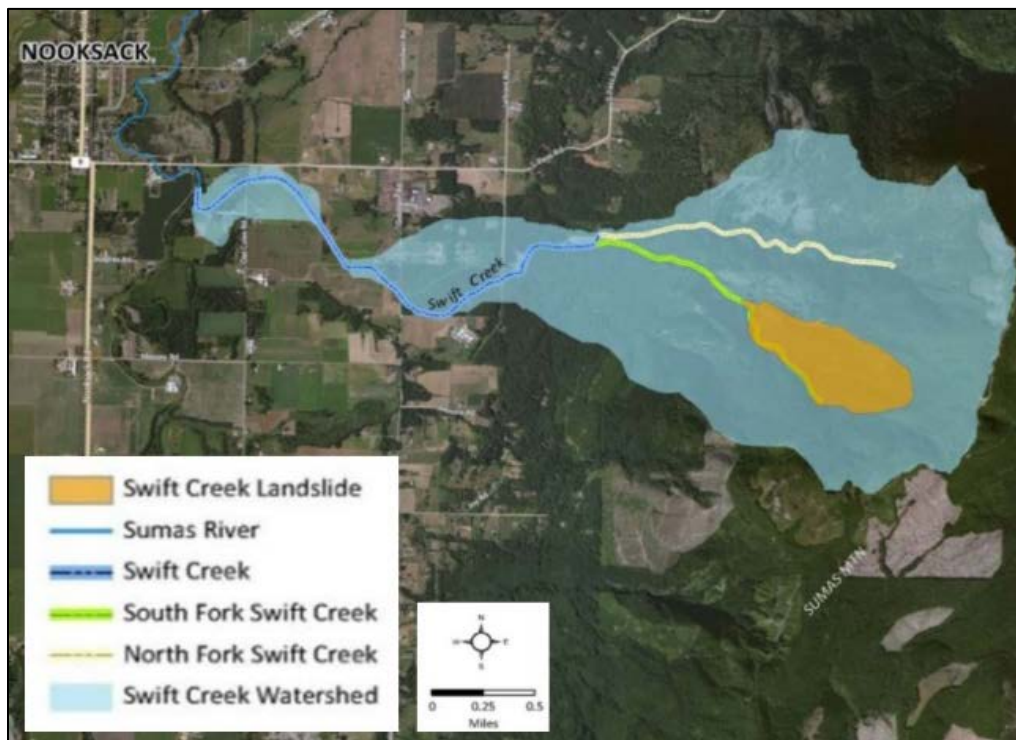 NOOKSACK
9
Swift Creek
SUMAS MTN
Swift Creek Landslide
Sumas River
Swift Creek
South Fork Swift Creek
North Fork Swift Creek
Swift Creek Watershed
N
W E
S
0 0.25 0.5
Miles